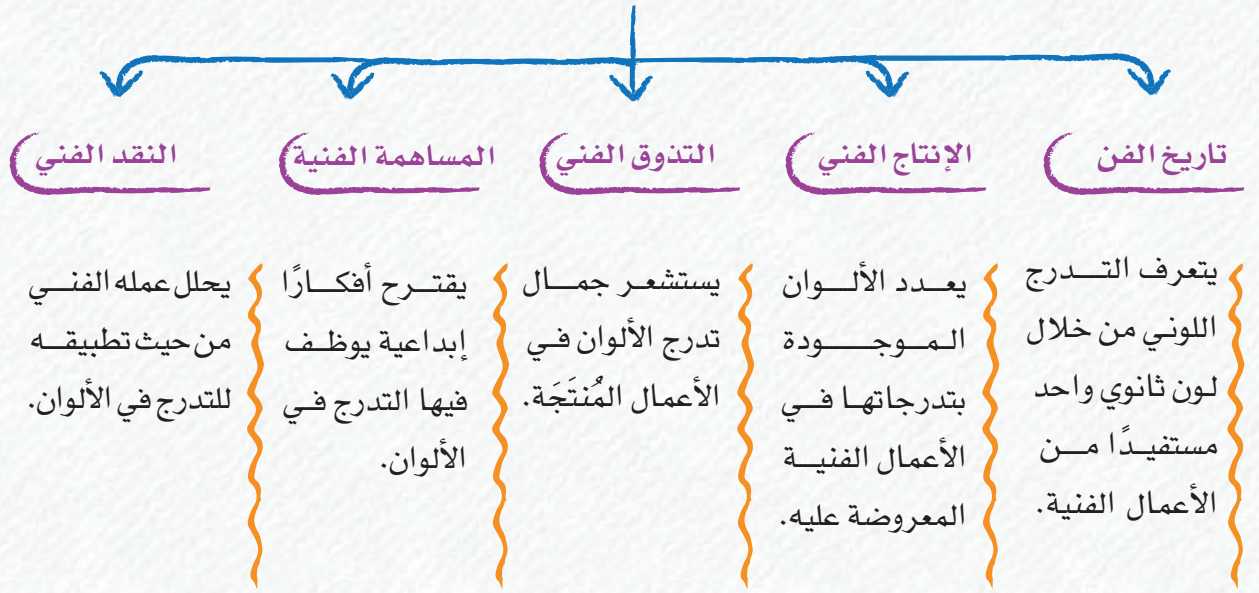 تاريخ الفن
يتعرف التدرج
اللوني من خلال
لون ثانوي واحد
مستفيدًا من
الأعمال الفنية.
الإنتاج الفني
يعدد الألوان
الموجودة
بتدرجاتها في
الأعمال الفنية
المعروضة عليه.
التذوق الفني
يستشعر جمال
تدرج الألوان في
الأعمال المُنتَجَة.
المساهمة الفنية
يقترح أفكارًا
إبداعية يوظف
فيها التدرج في
الألوان.
النقد الفني
يحلل عمله الفني
من حيث تطبيقه
للتدرج في الألوان.